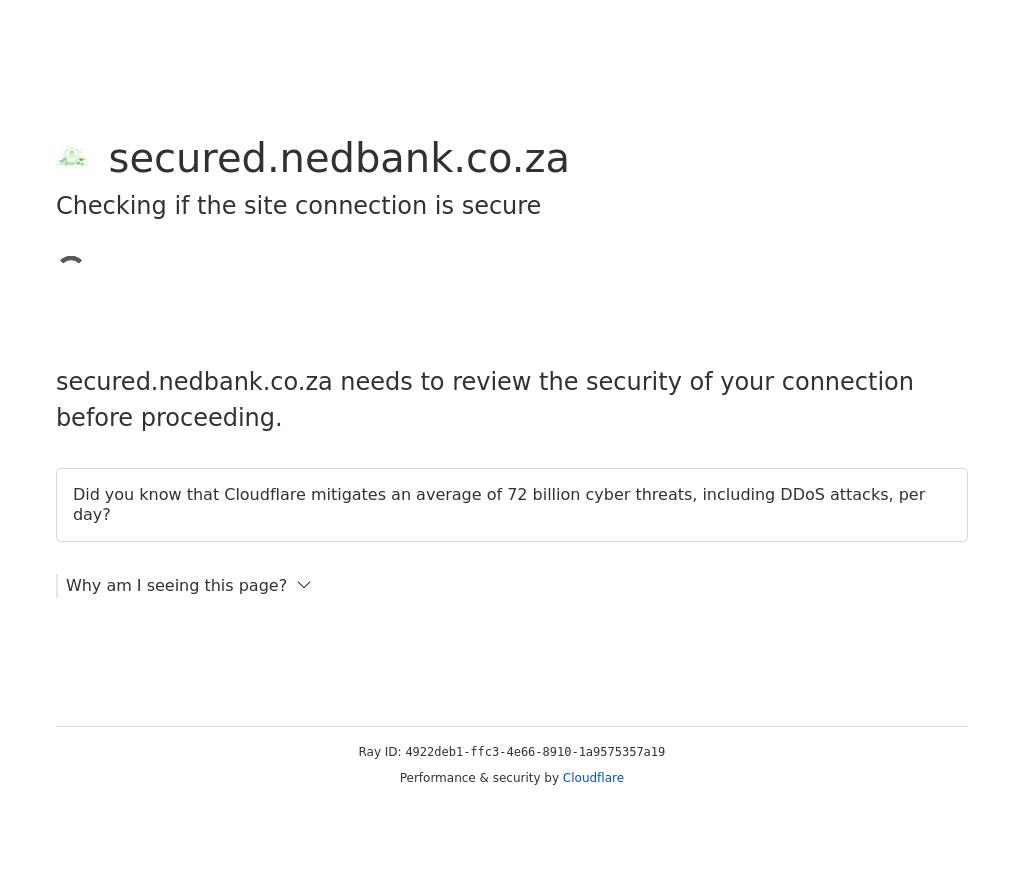 secured.nedbank.co.za
Checking if the site connection is secure
secured.nedbank.co.za needs to review the security of your connection
before proceeding.
Did you know that Cloudflare mitigates an average of 72 billion cyber threats, including DDoS attacks, per
day?
Why am I seeing this page?
Ray ID: 4922deb1-ffc3-4e66-8910-1a9575357a19
Performance & security by Cloudflare